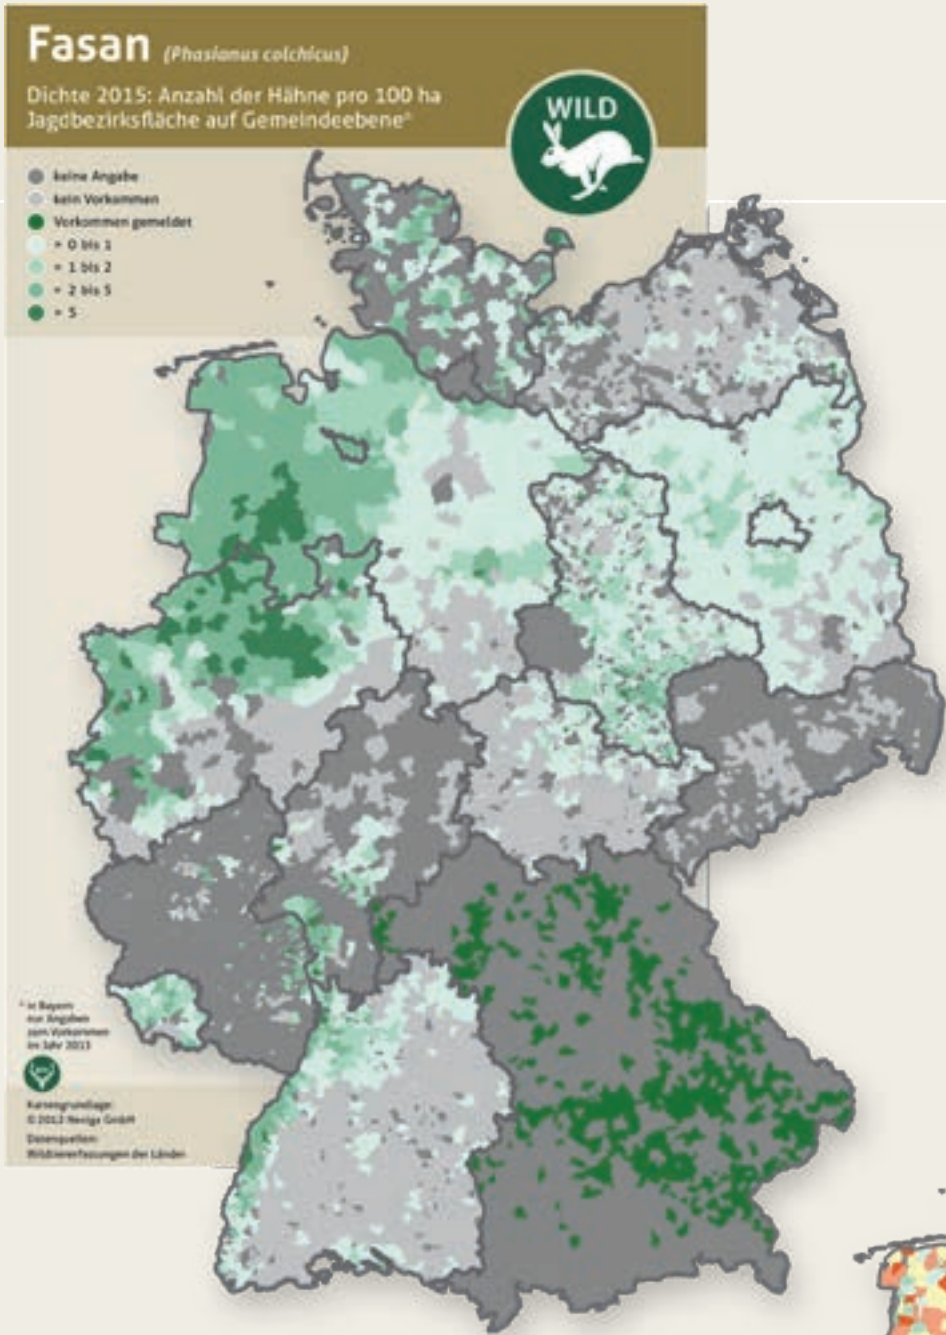 Fasan (Phasianus colchicus)
Dichte 2015: Anzahl der Hähne pro 100 ha
Jagdbezirksfläche auf Gemeindeebene*
WILD
keine Angabe
kein Vorkommen
Vorkommen gemeldet
> 0 bis 1
> 1 bis 2
> 2 bis 5
> 5
* in Bayern
nur Angaben
zum Vorkommen
im Jahr 2013
Kartengrundlage:
© 2012 Nexiga GmbH
Datenquellen:
Wildtiererfassungen der Länder